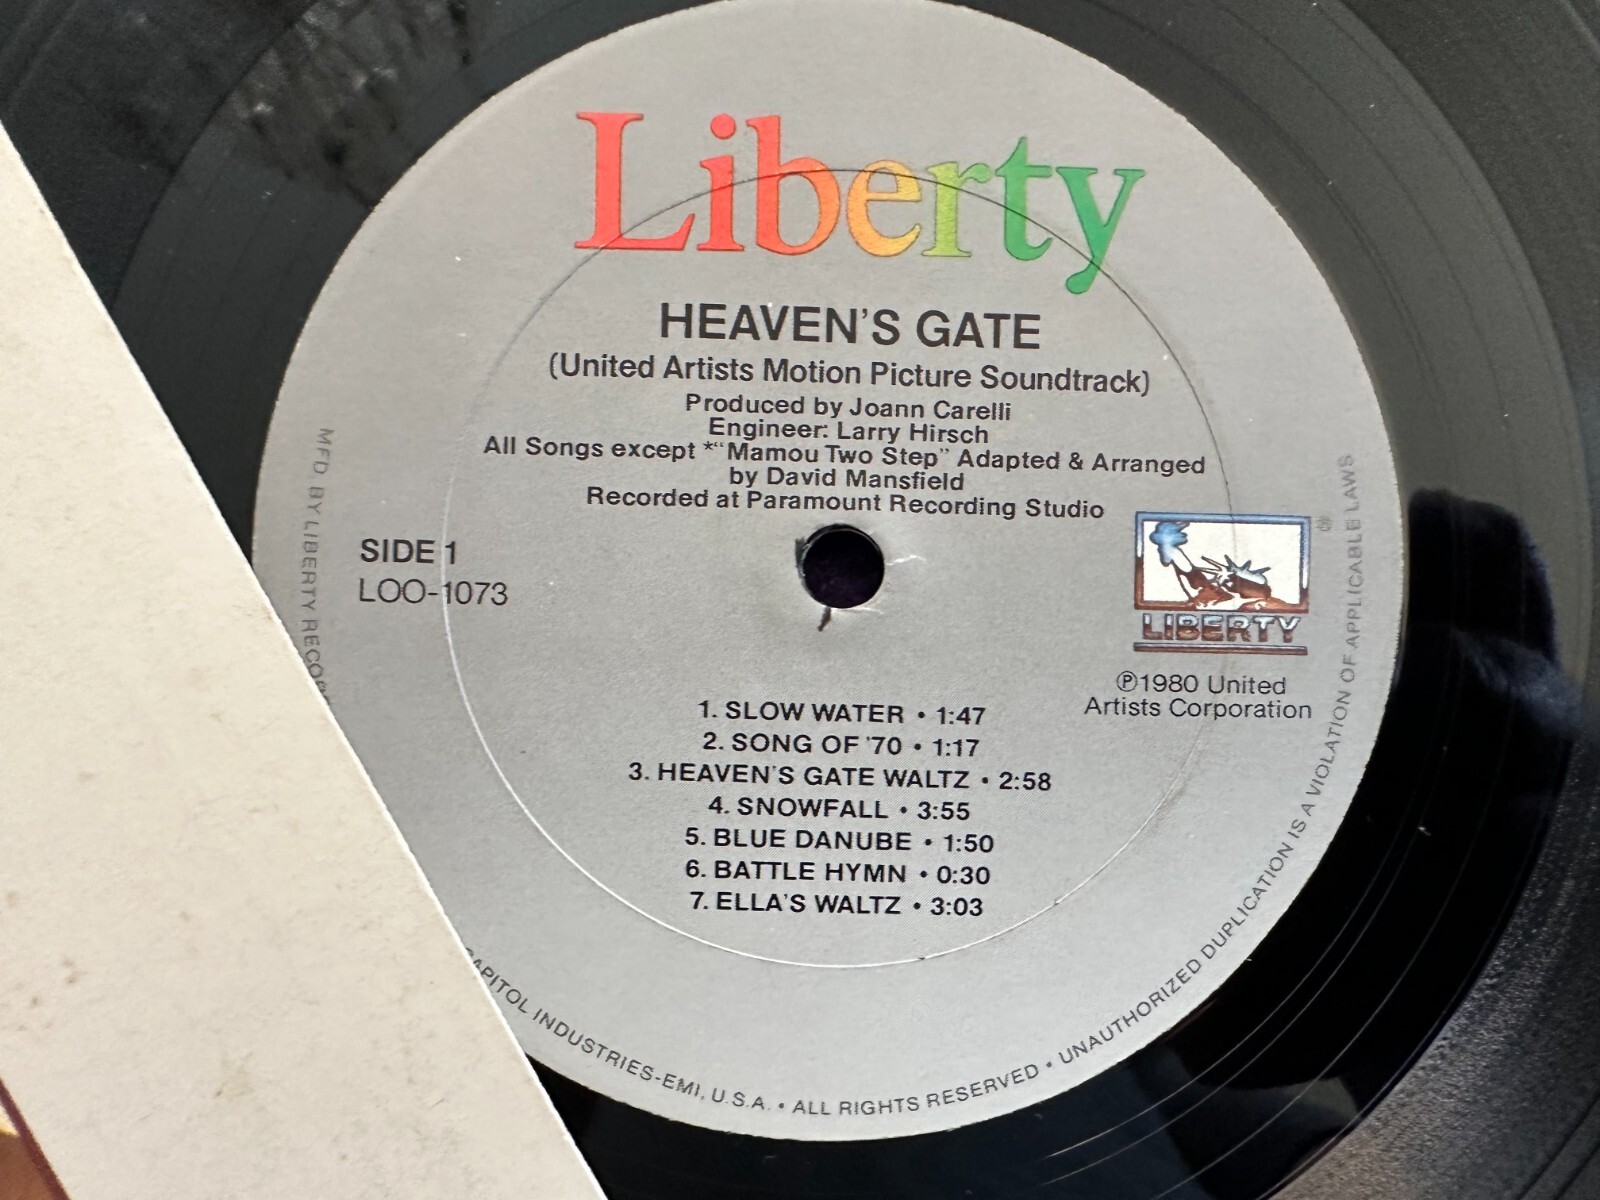 Liberty
HEAVEN'S GATE
(United Artists Motion Picture Soundtrack)
Produced by Joann Carelli
Engineer: Larry Hirsch
All Songs except *"Mamou Two Step" Adapted & Arranged
by David Mansfield
Recorded at Paramount Recording Studio
SIDE 1
LOO-1073
LIBERTY
®
℗1980 United
Artists Corporation
1. SLOW WATER • 1:47
2. SONG OF '70 • 1:17
3. HEAVEN'S GATE WALTZ • 2:58
4. SNOWFALL • 3:55
5. BLUE DANUBE • 1:50
6. BATTLE HYMN • 0:30
7. ELLA'S WALTZ • 3:03
MFD. BY LIBERTY
INDUSTRIES-EMI, U.S.A. • ALL RIGHTS RESERVED • UNAUTHORIZED DUPLICATION IS A VIOLATION OF APPLICABLE LAWS